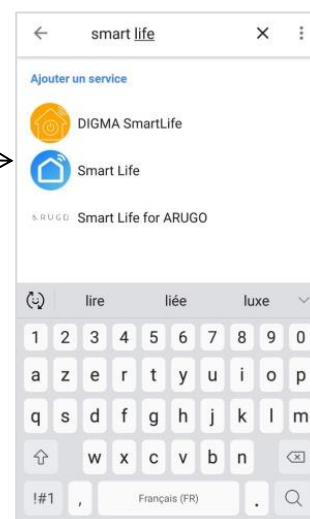 smart life
Ajouter un service
DIGMA SmartLife
Smart Life
ARUGO Smart Life for ARUGO
lire liée luxe
1 2 3 4 5 6 7 8 9 0
a z e r t y u i o p
q s d f g h j k l m
w x c v b n
!#1 , Français (FR) .